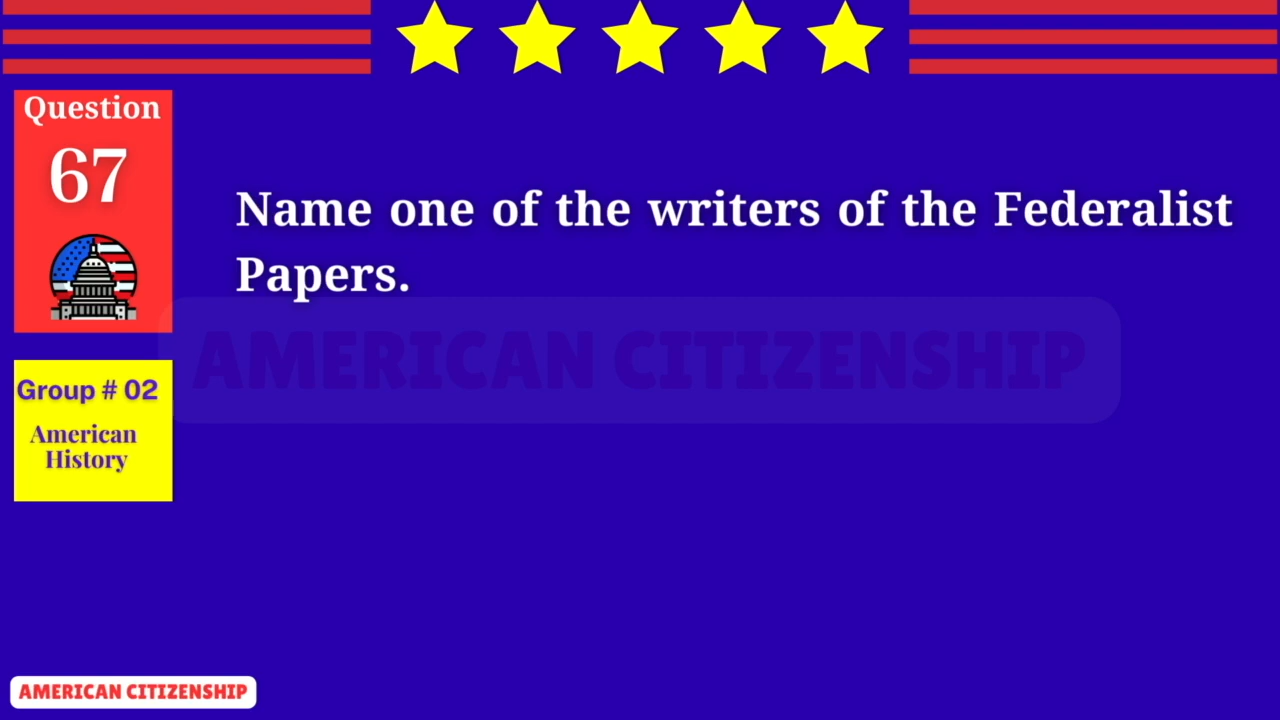 Question
67
Name one of the writers of the Federalist
Papers.
AMERICAN CITIZENSHIP
Group # 02
American
History
AMERICAN CITIZENSHIP